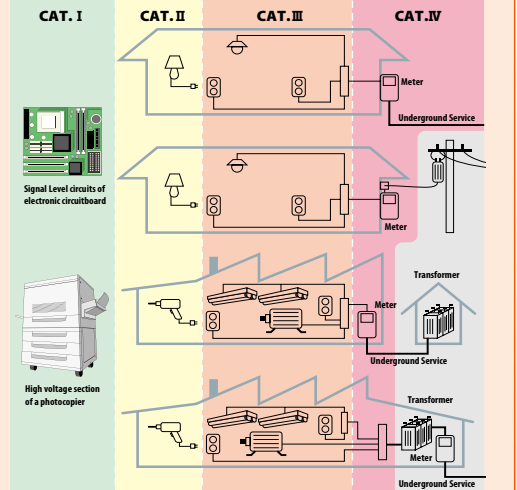 CAT. I
CAT. II
CAT. III
CAT. IV
Meter
Underground Service
Signal Level circuits of
electronic circuitboard
Meter
Transformer
Meter
Underground Service
High voltage section
of a photocopier
Transformer
Meter
Underground Service